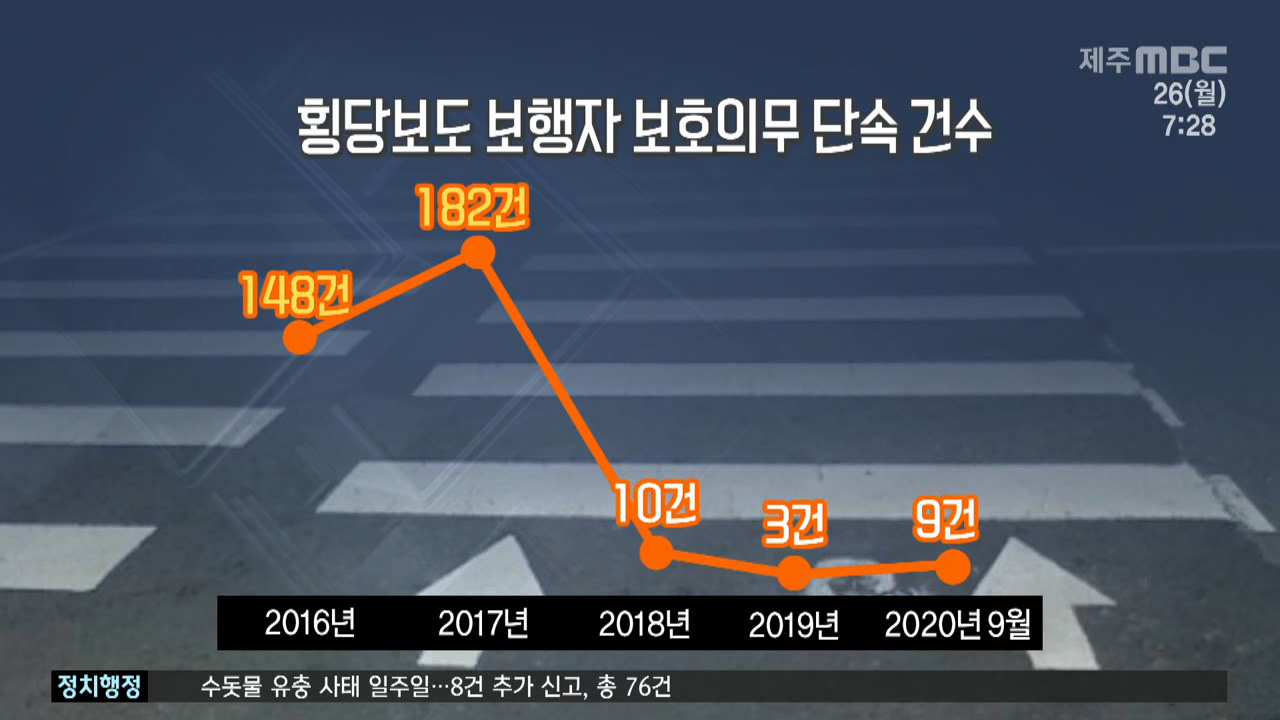 제주MBC
26(월)
7:28
횡당보도 보행자 보호의무 단속 건수
182건
148건
10건
3건
9건
2016년 2017년 2018년 2019년 2020년 9월
정치행정 수돗물 유충 사태 일주일…8건 추가 신고, 총 76건